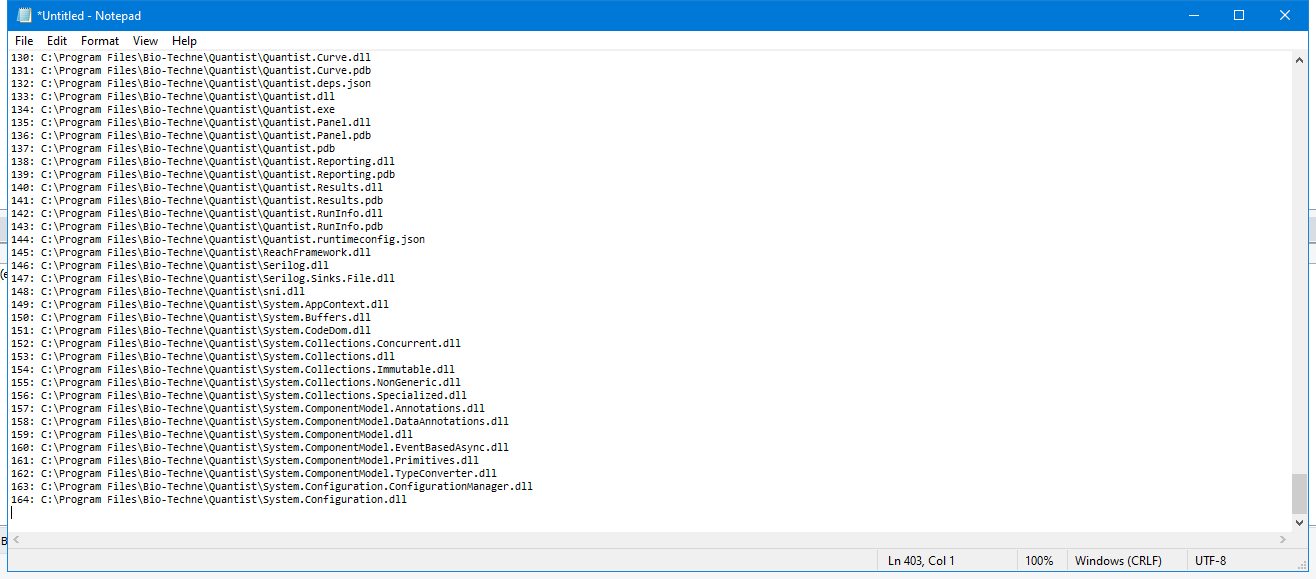 *Untitled - Notepad
File Edit Format View Help
130: C:\Program Files\Bio-Techne\Quantist\Quantist.Curve.dll
131: C:\Program Files\Bio-Techne\Quantist\Quantist.Curve.pdb
132: C:\Program Files\Bio-Techne\Quantist\Quantist.deps.json
133: C:\Program Files\Bio-Techne\Quantist\Quantist.dll
134: C:\Program Files\Bio-Techne\Quantist\Quantist.exe
135: C:\Program Files\Bio-Techne\Quantist\Quantist.Panel.dll
136: C:\Program Files\Bio-Techne\Quantist\Quantist.Panel.pdb
137: C:\Program Files\Bio-Techne\Quantist\Quantist.pdb
138: C:\Program Files\Bio-Techne\Quantist\Quantist.Reporting.dll
139: C:\Program Files\Bio-Techne\Quantist\Quantist.Reporting.pdb
140: C:\Program Files\Bio-Techne\Quantist\Quantist.Results.dll
141: C:\Program Files\Bio-Techne\Quantist\Quantist.Results.pdb
142: C:\Program Files\Bio-Techne\Quantist\Quantist.RunInfo.dll
143: C:\Program Files\Bio-Techne\Quantist\Quantist.RunInfo.pdb
144: C:\Program Files\Bio-Techne\Quantist\Quantist.runtimeconfig.json
145: C:\Program Files\Bio-Techne\Quantist\ReachFramework.dll
146: C:\Program Files\Bio-Techne\Quantist\Serilog.dll
147: C:\Program Files\Bio-Techne\Quantist\Serilog.Sinks.File.dll
148: C:\Program Files\Bio-Techne\Quantist\sni.dll
149: C:\Program Files\Bio-Techne\Quantist\System.AppContext.dll
150: C:\Program Files\Bio-Techne\Quantist\System.Buffers.dll
151: C:\Program Files\Bio-Techne\Quantist\System.CodeDom.dll
152: C:\Program Files\Bio-Techne\Quantist\System.Collections.Concurrent.dll
153: C:\Program Files\Bio-Techne\Quantist\System.Collections.dll
154: C:\Program Files\Bio-Techne\Quantist\System.Collections.Immutable.dll
155: C:\Program Files\Bio-Techne\Quantist\System.Collections.NonGeneric.dll
156: C:\Program Files\Bio-Techne\Quantist\System.Collections.Specialized.dll
157: C:\Program Files\Bio-Techne\Quantist\System.ComponentModel.Annotations.dll
158: C:\Program Files\Bio-Techne\Quantist\System.ComponentModel.DataAnnotations.dll
159: C:\Program Files\Bio-Techne\Quantist\System.ComponentModel.dll
160: C:\Program Files\Bio-Techne\Quantist\System.ComponentModel.EventBasedAsync.dll
161: C:\Program Files\Bio-Techne\Quantist\System.ComponentModel.Primitives.dll
162: C:\Program Files\Bio-Techne\Quantist\System.ComponentModel.TypeConverter.dll
163: C:\Program Files\Bio-Techne\Quantist\System.Configuration.ConfigurationManager.dll
164: C:\Program Files\Bio-Techne\Quantist\System.Configuration.dll
Ln 403, Col 1 100% Windows (CRLF) UTF-8